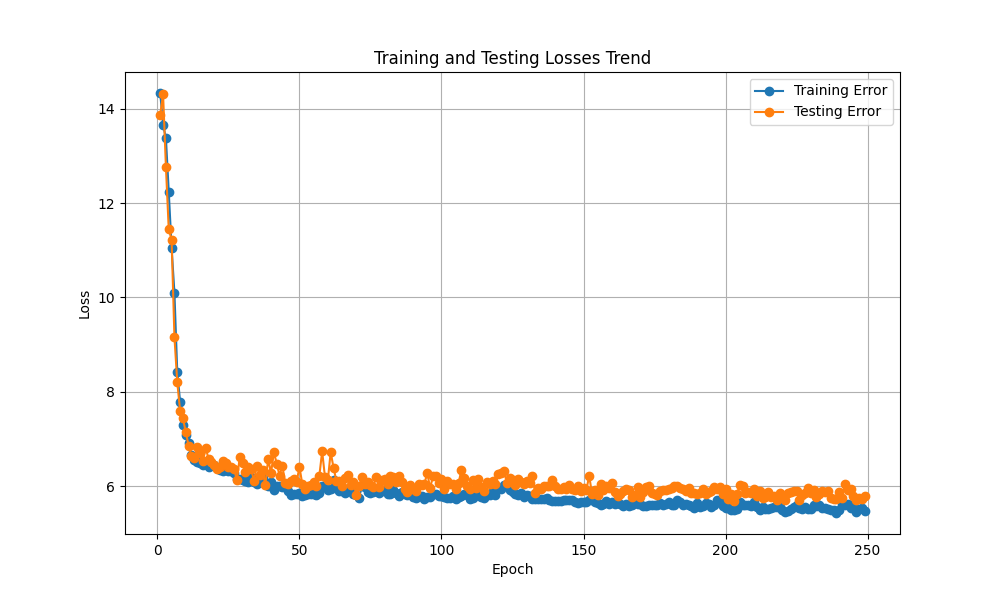 Training and Testing Losses Trend
Training Error
Testing Error
14
12
10
8
6
Loss
0 50 100 150 200 250
Epoch